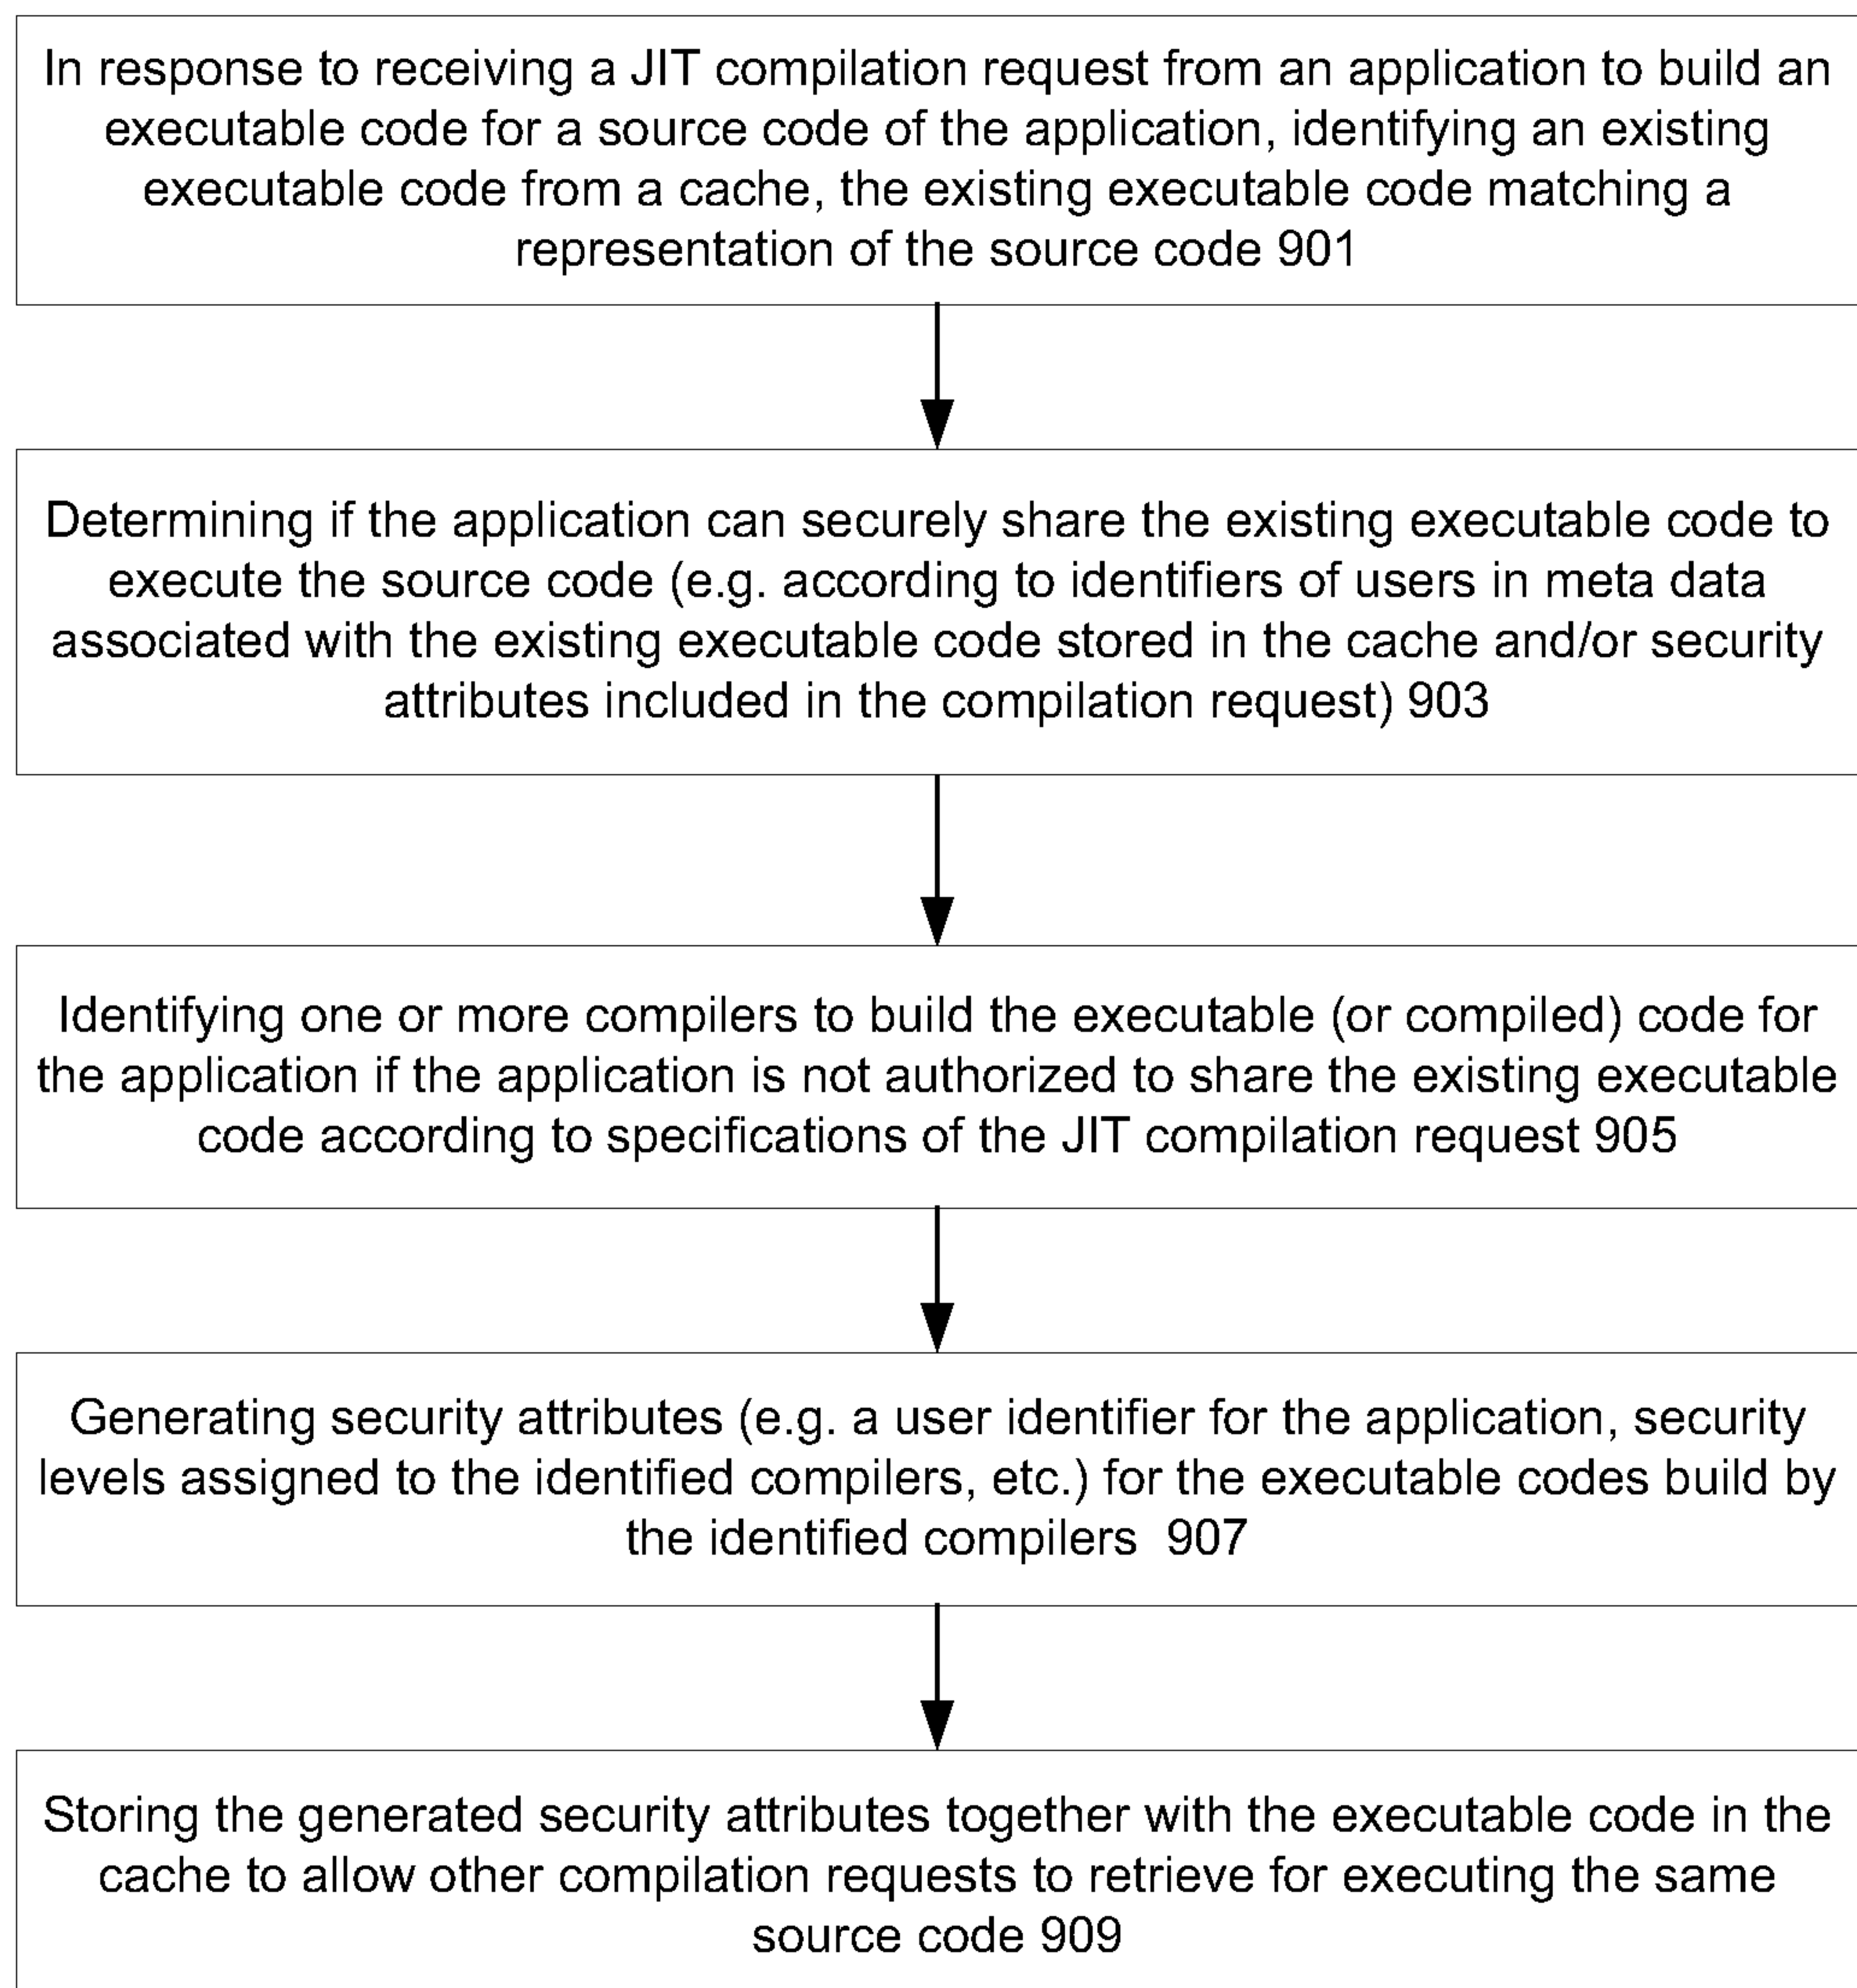 In response to receiving a JIT compilation request from an application to build an
executable code for a source code of the application, identifying an existing
executable code from a cache, the existing executable code matching a
representation of the source code 901
Determining if the application can securely share the existing executable code to
execute the source code (e.g. according to identifiers of users in meta data
associated with the existing executable code stored in the cache and/or security
attributes included in the compilation request) 903
Identifying one or more compilers to build the executable (or compiled) code for
the application if the application is not authorized to share the existing executable
code according to specifications of the JIT compilation request 905
Generating security attributes (e.g. a user identifier for the application, security
levels assigned to the identified compilers, etc.) for the executable codes build by
the identified compilers 907
Storing the generated security attributes together with the executable code in the
cache to allow other compilation requests to retrieve for executing the same
source code 909